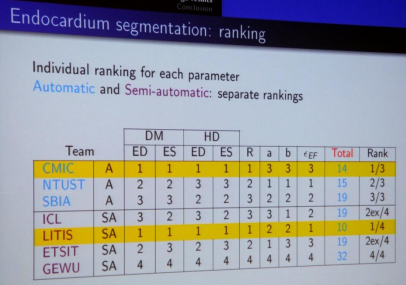 Conclusion
Endocardium segmentation: ranking
Individual ranking for each parameter
Automatic and Semi-automatic: separate rankings
DM HD
Team ED ES ED ES R a b ϵEF Total Rank
CMIC A 1 1 1 1 1 3 3 3 14 1/3
NTUST A 2 2 3 3 2 1 1 1 15 2/3
SBIA A 3 3 2 2 3 2 2 2 19 3/3
ICL SA 3 2 3 2 3 3 1 2 19 2ex/4
LITIS SA 1 1 1 1 1 2 2 1 10 1/4
ETSIT SA 2 3 2 3 2 1 3 3 19 2ex/4
GEWU SA 4 4 4 4 4 4 4 4 32 4/4